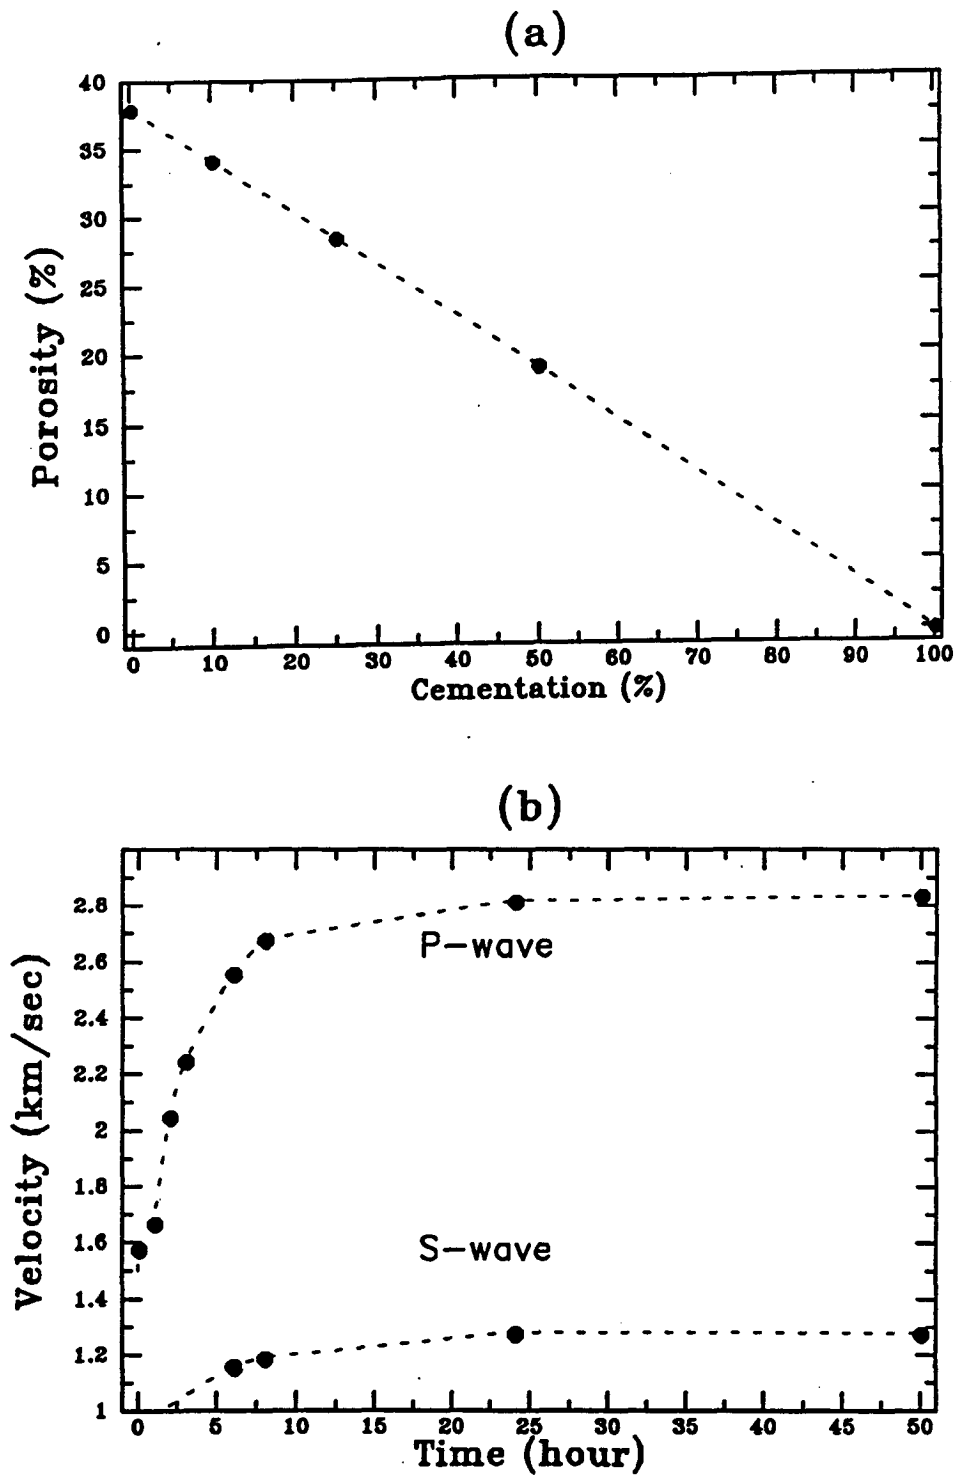 (a)
40
35
30
25
20
15
10
5
0
Porosity (%)
0 10 20 30 40 50 60 70 80 90 100
Cementation (%)
(b)
2.8
2.6
2.4
2.2
2
1.8
1.6
1.4
1.2
1
Velocity (km/sec)
P-wave
S-wave
0 5 10 15 20 25 30 35 40 45 50
Time (hour)